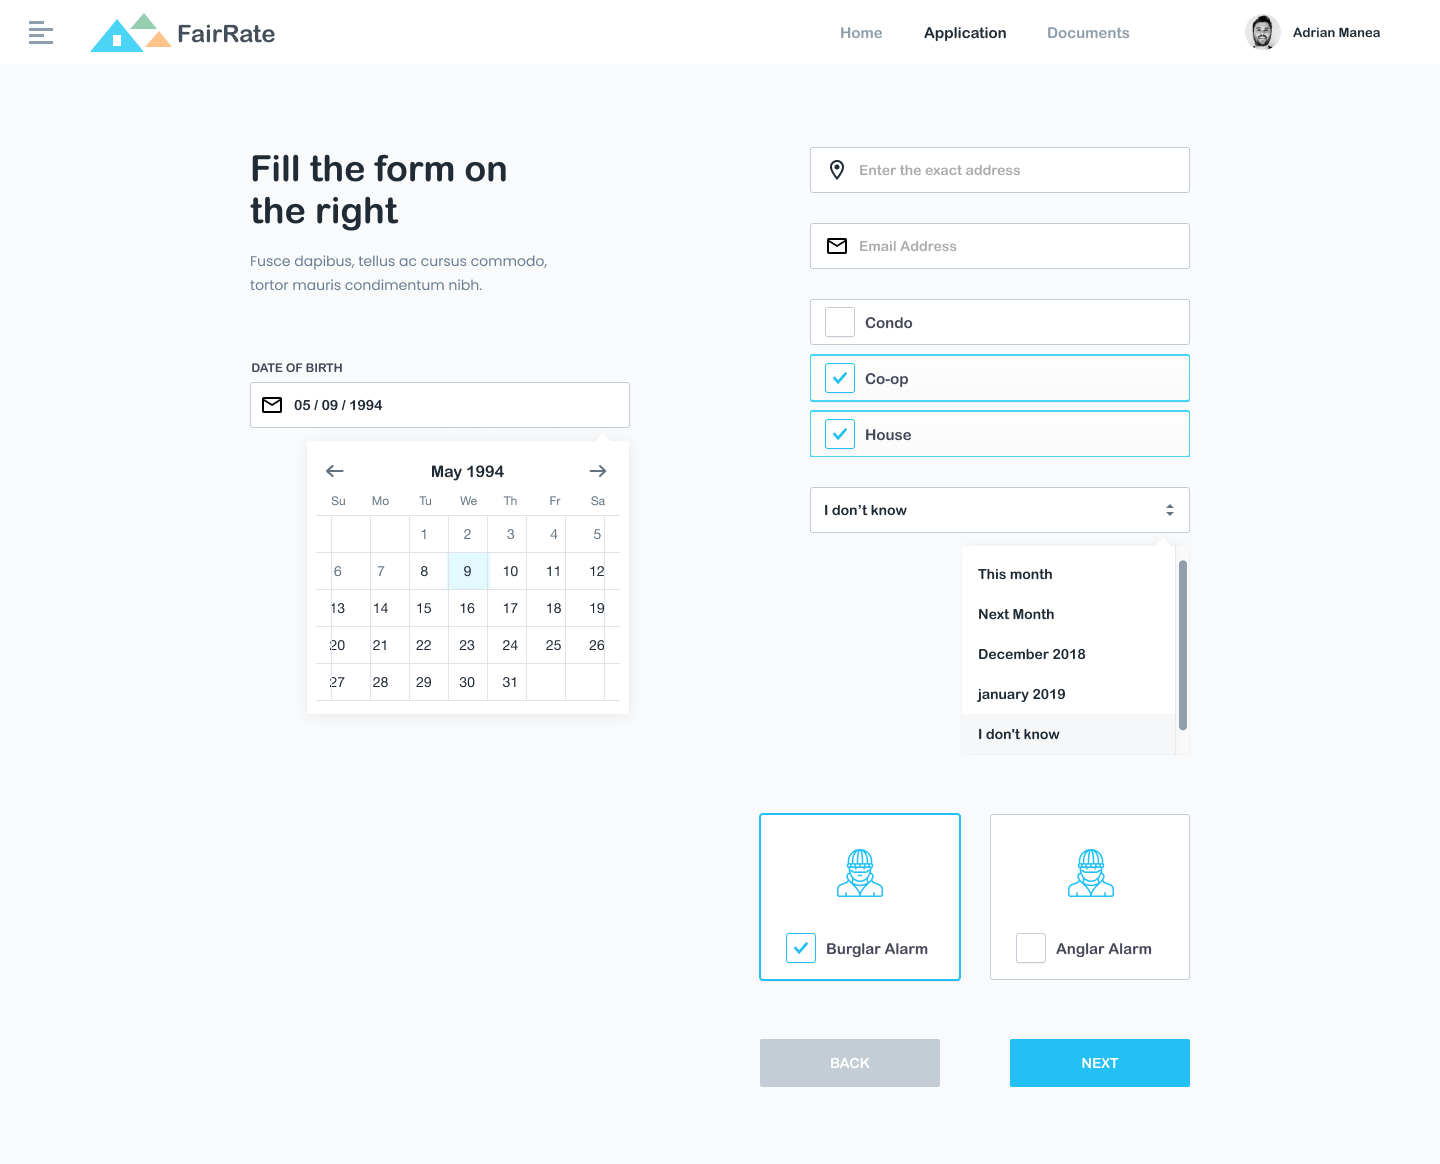 FairRate
Home Application Documents
Adrian Manea
Fill the form on
the right
Fusce dapibus, tellus ac cursus commodo,
tortor mauris condimentum nibh.
DATE OF BIRTH
05 / 09 / 1994
May 1994
Su Mo Tu We Th Fr Sa
1 2 3 4 5
6 7 8 9 10 11 12
13 14 15 16 17 18 19
20 21 22 23 24 25 26
27 28 29 30 31
Enter the exact address
Email Address
Condo
Co-op
House
I don’t know
This month
Next Month
December 2018
january 2019
I don't know
Burglar Alarm
Anglar Alarm
BACK
NEXT